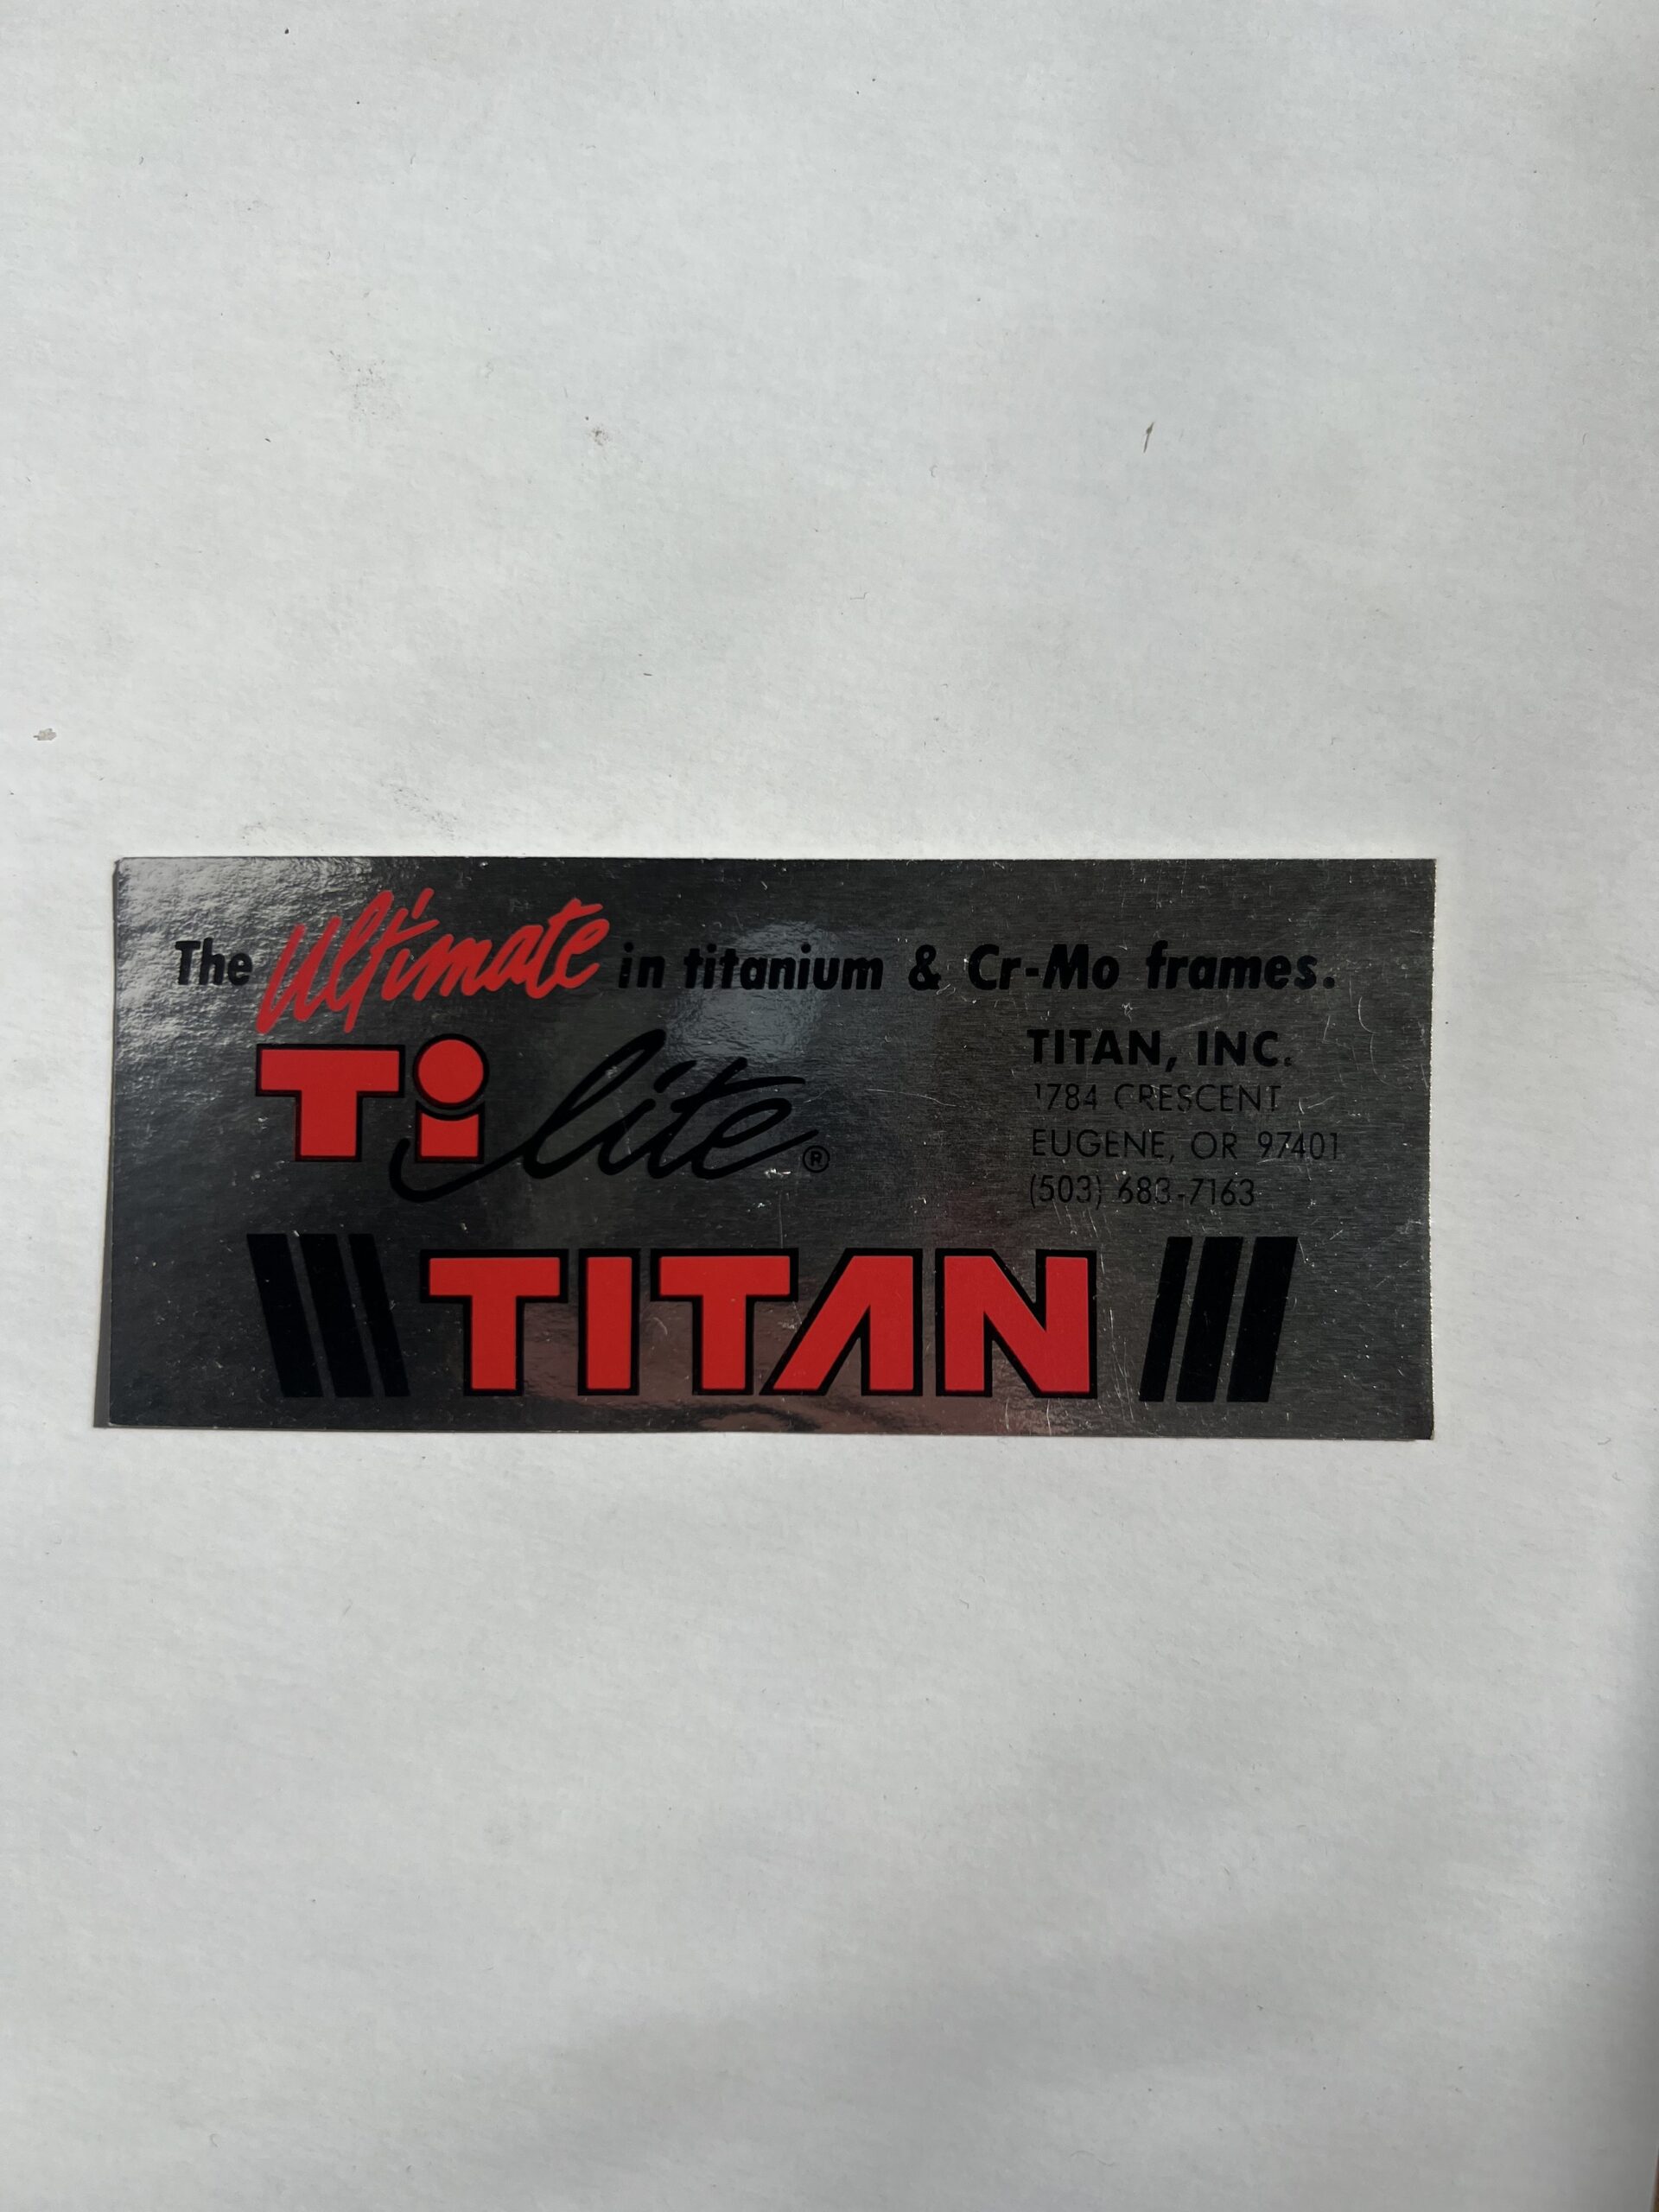 The Ultimate in titanium & Cr-Mo frames.
Ti lite®
TITAN, INC.
1784 CRESCENT
EUGENE, OR 97401
(503) 683-7163
TITAN